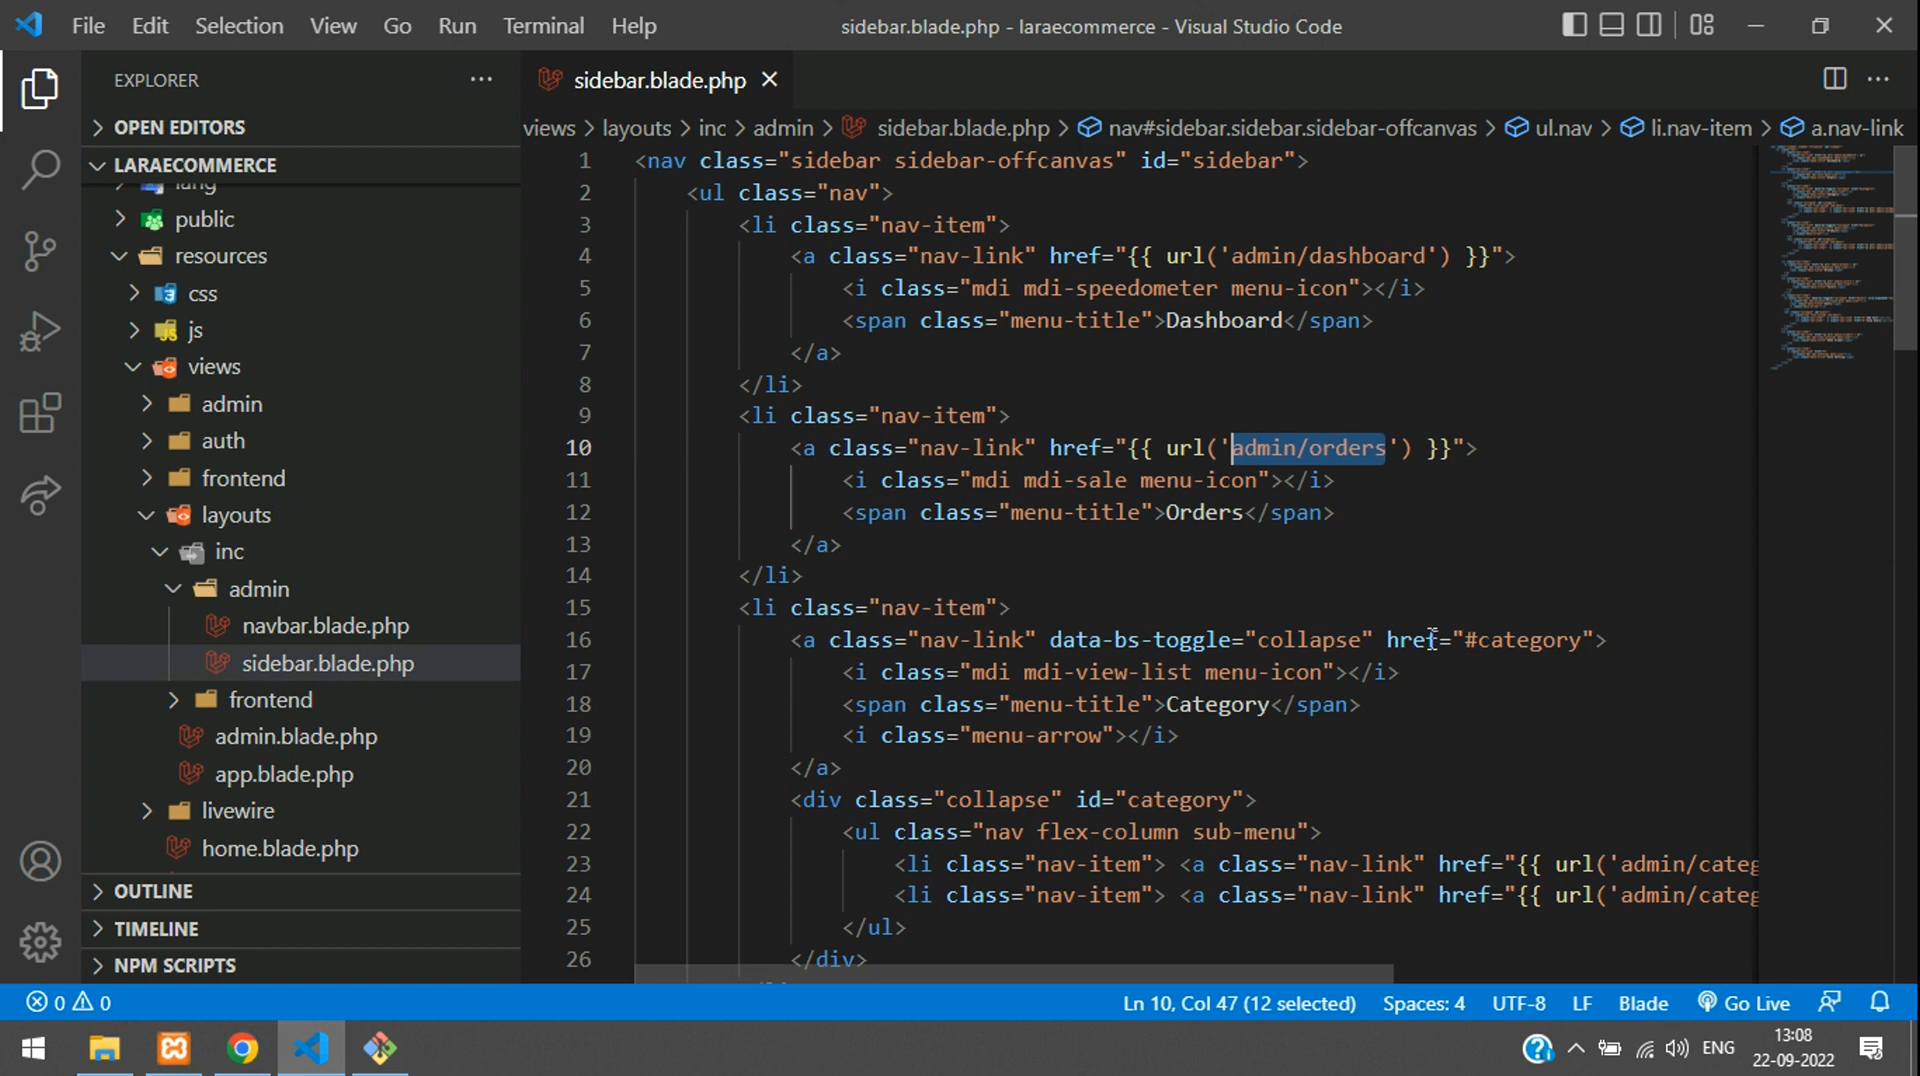 File Edit Selection View Go Run Terminal Help
sidebar.blade.php - laraecommerce - Visual Studio Code
EXPLORER
OPEN EDITORS
LARAECOMMERCE
lang
public
resources
css
js
views
admin
auth
frontend
layouts
inc
admin
navbar.blade.php
sidebar.blade.php
frontend
admin.blade.php
app.blade.php
livewire
home.blade.php
OUTLINE
TIMELINE
NPM SCRIPTS
sidebar.blade.php
views > layouts > inc > admin > sidebar.blade.php > nav#sidebar.sidebar.sidebar-offcanvas > ul.nav > li.nav-item > a.nav-link
1 <nav class="sidebar sidebar-offcanvas" id="sidebar">
2 <ul class="nav">
3 <li class="nav-item">
4 <a class="nav-link" href="{{ url('admin/dashboard') }}">
5 <i class="mdi mdi-speedometer menu-icon"></i>
6 <span class="menu-title">Dashboard</span>
7 </a>
8 </li>
9 <li class="nav-item">
10 <a class="nav-link" href="{{ url('admin/orders') }}">
11 <i class="mdi mdi-sale menu-icon"></i>
12 <span class="menu-title">Orders</span>
13 </a>
14 </li>
15 <li class="nav-item">
16 <a class="nav-link" data-bs-toggle="collapse" href="#category">
17 <i class="mdi mdi-view-list menu-icon"></i>
18 <span class="menu-title">Category</span>
19 <i class="menu-arrow"></i>
20 </a>
21 <div class="collapse" id="category">
22 <ul class="nav flex-column sub-menu">
23 <li class="nav-item"> <a class="nav-link" href="{{ url('admin/categ
24 <li class="nav-item"> <a class="nav-link" href="{{ url('admin/categ
25 </ul>
26 </div>
0 0
Ln 10, Col 47 (12 selected) Spaces: 4 UTF-8 LF Blade Go Live
ENG
13:08
22-09-2022